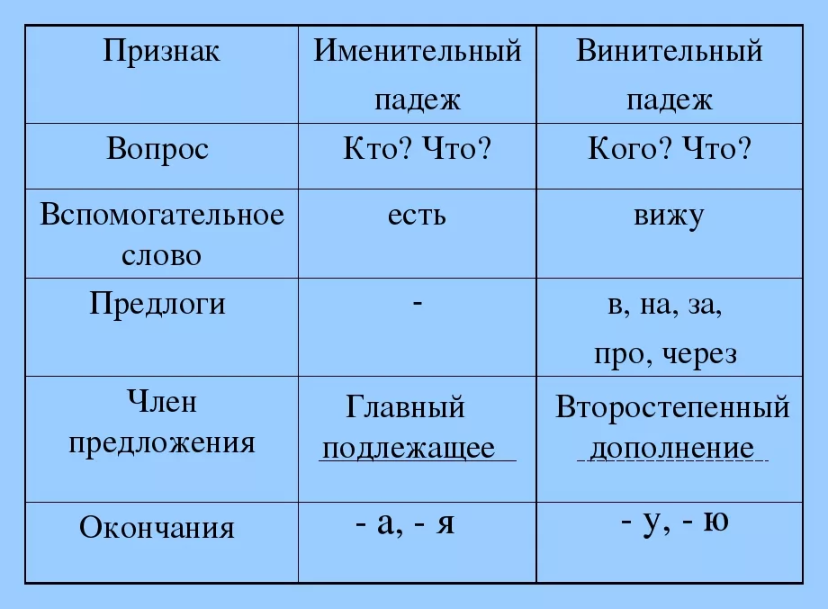 Признак Именительный Винительный
падеж падеж
Вопрос Кто? Что? Кого? Что?
Вспомогательное есть вижу
слово
Предлоги - в, на, за,
про, через
Член Главный Второстепенный
предложения подлежащее дополнение
Окончания - а, - я - у, - ю